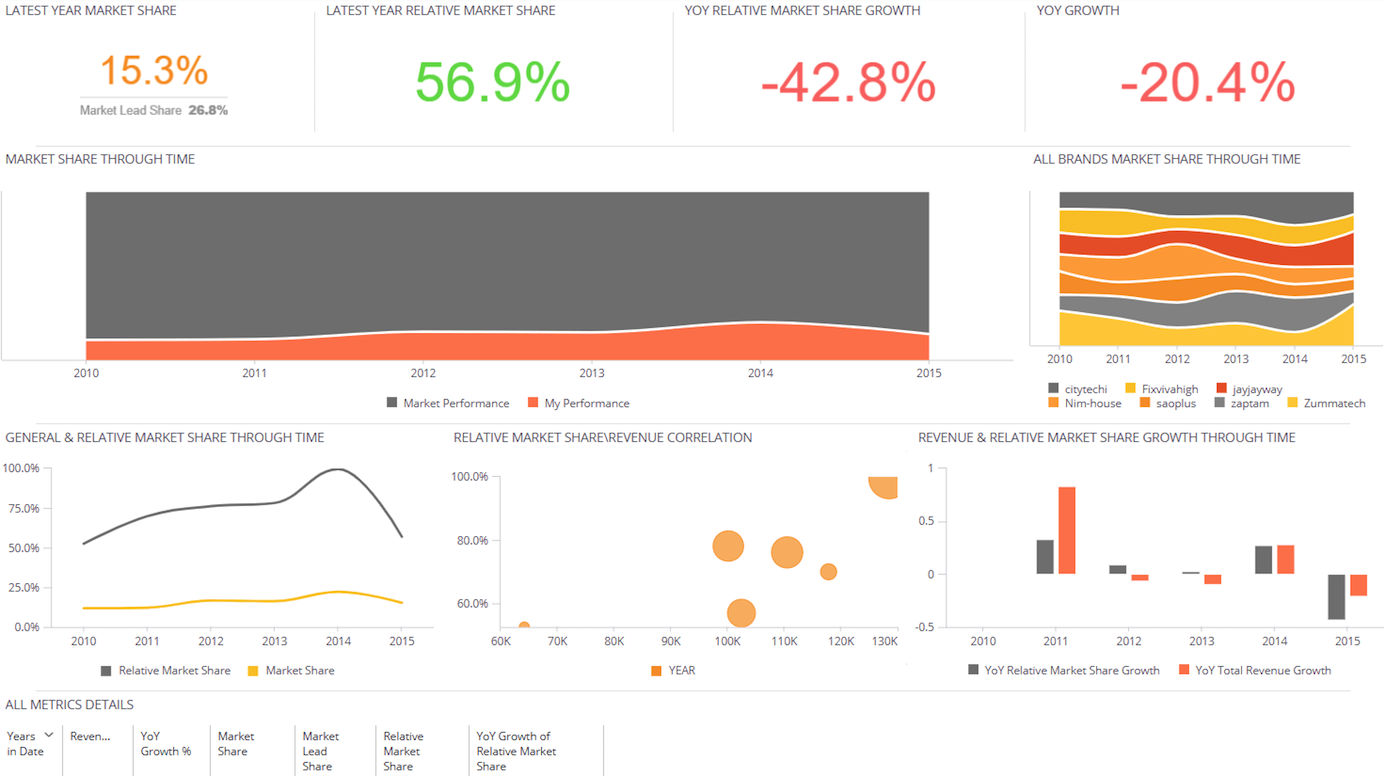 LATEST YEAR MARKET SHARE
LATEST YEAR RELATIVE MARKET SHARE
YOY RELATIVE MARKET SHARE GROWTH
YOY GROWTH
15.3%
Market Lead Share 26.8%
56.9%
-42.8%
-20.4%
MARKET SHARE THROUGH TIME
2010 2011 2012 2013 2014 2015
Market Performance My Performance
ALL BRANDS MARKET SHARE THROUGH TIME
2010 2011 2012 2013 2014 2015
citytechi Fixvivahigh jayjayway
Nim-house saoplus zaptam Zummatech
GENERAL & RELATIVE MARKET SHARE THROUGH TIME
100.0%
75.0%
50.0%
25.0%
0.0%
2010 2011 2012 2013 2014 2015
Relative Market Share Market Share
RELATIVE MARKET SHARE\REVENUE CORRELATION
100.0%
80.0%
60.0%
60K 70K 80K 90K 100K 110K 120K 130K
YEAR
REVENUE & RELATIVE MARKET SHARE GROWTH THROUGH TIME
1
0.5
0
-0.5
2010 2011 2012 2013 2014 2015
YoY Relative Market Share Growth YoY Total Revenue Growth
ALL METRICS DETAILS
Years
in Date
Reven...
YoY
Growth %
Market
Share
Market
Lead
Share
Relative
Market
Share
YoY Growth of
Relative Market
Share